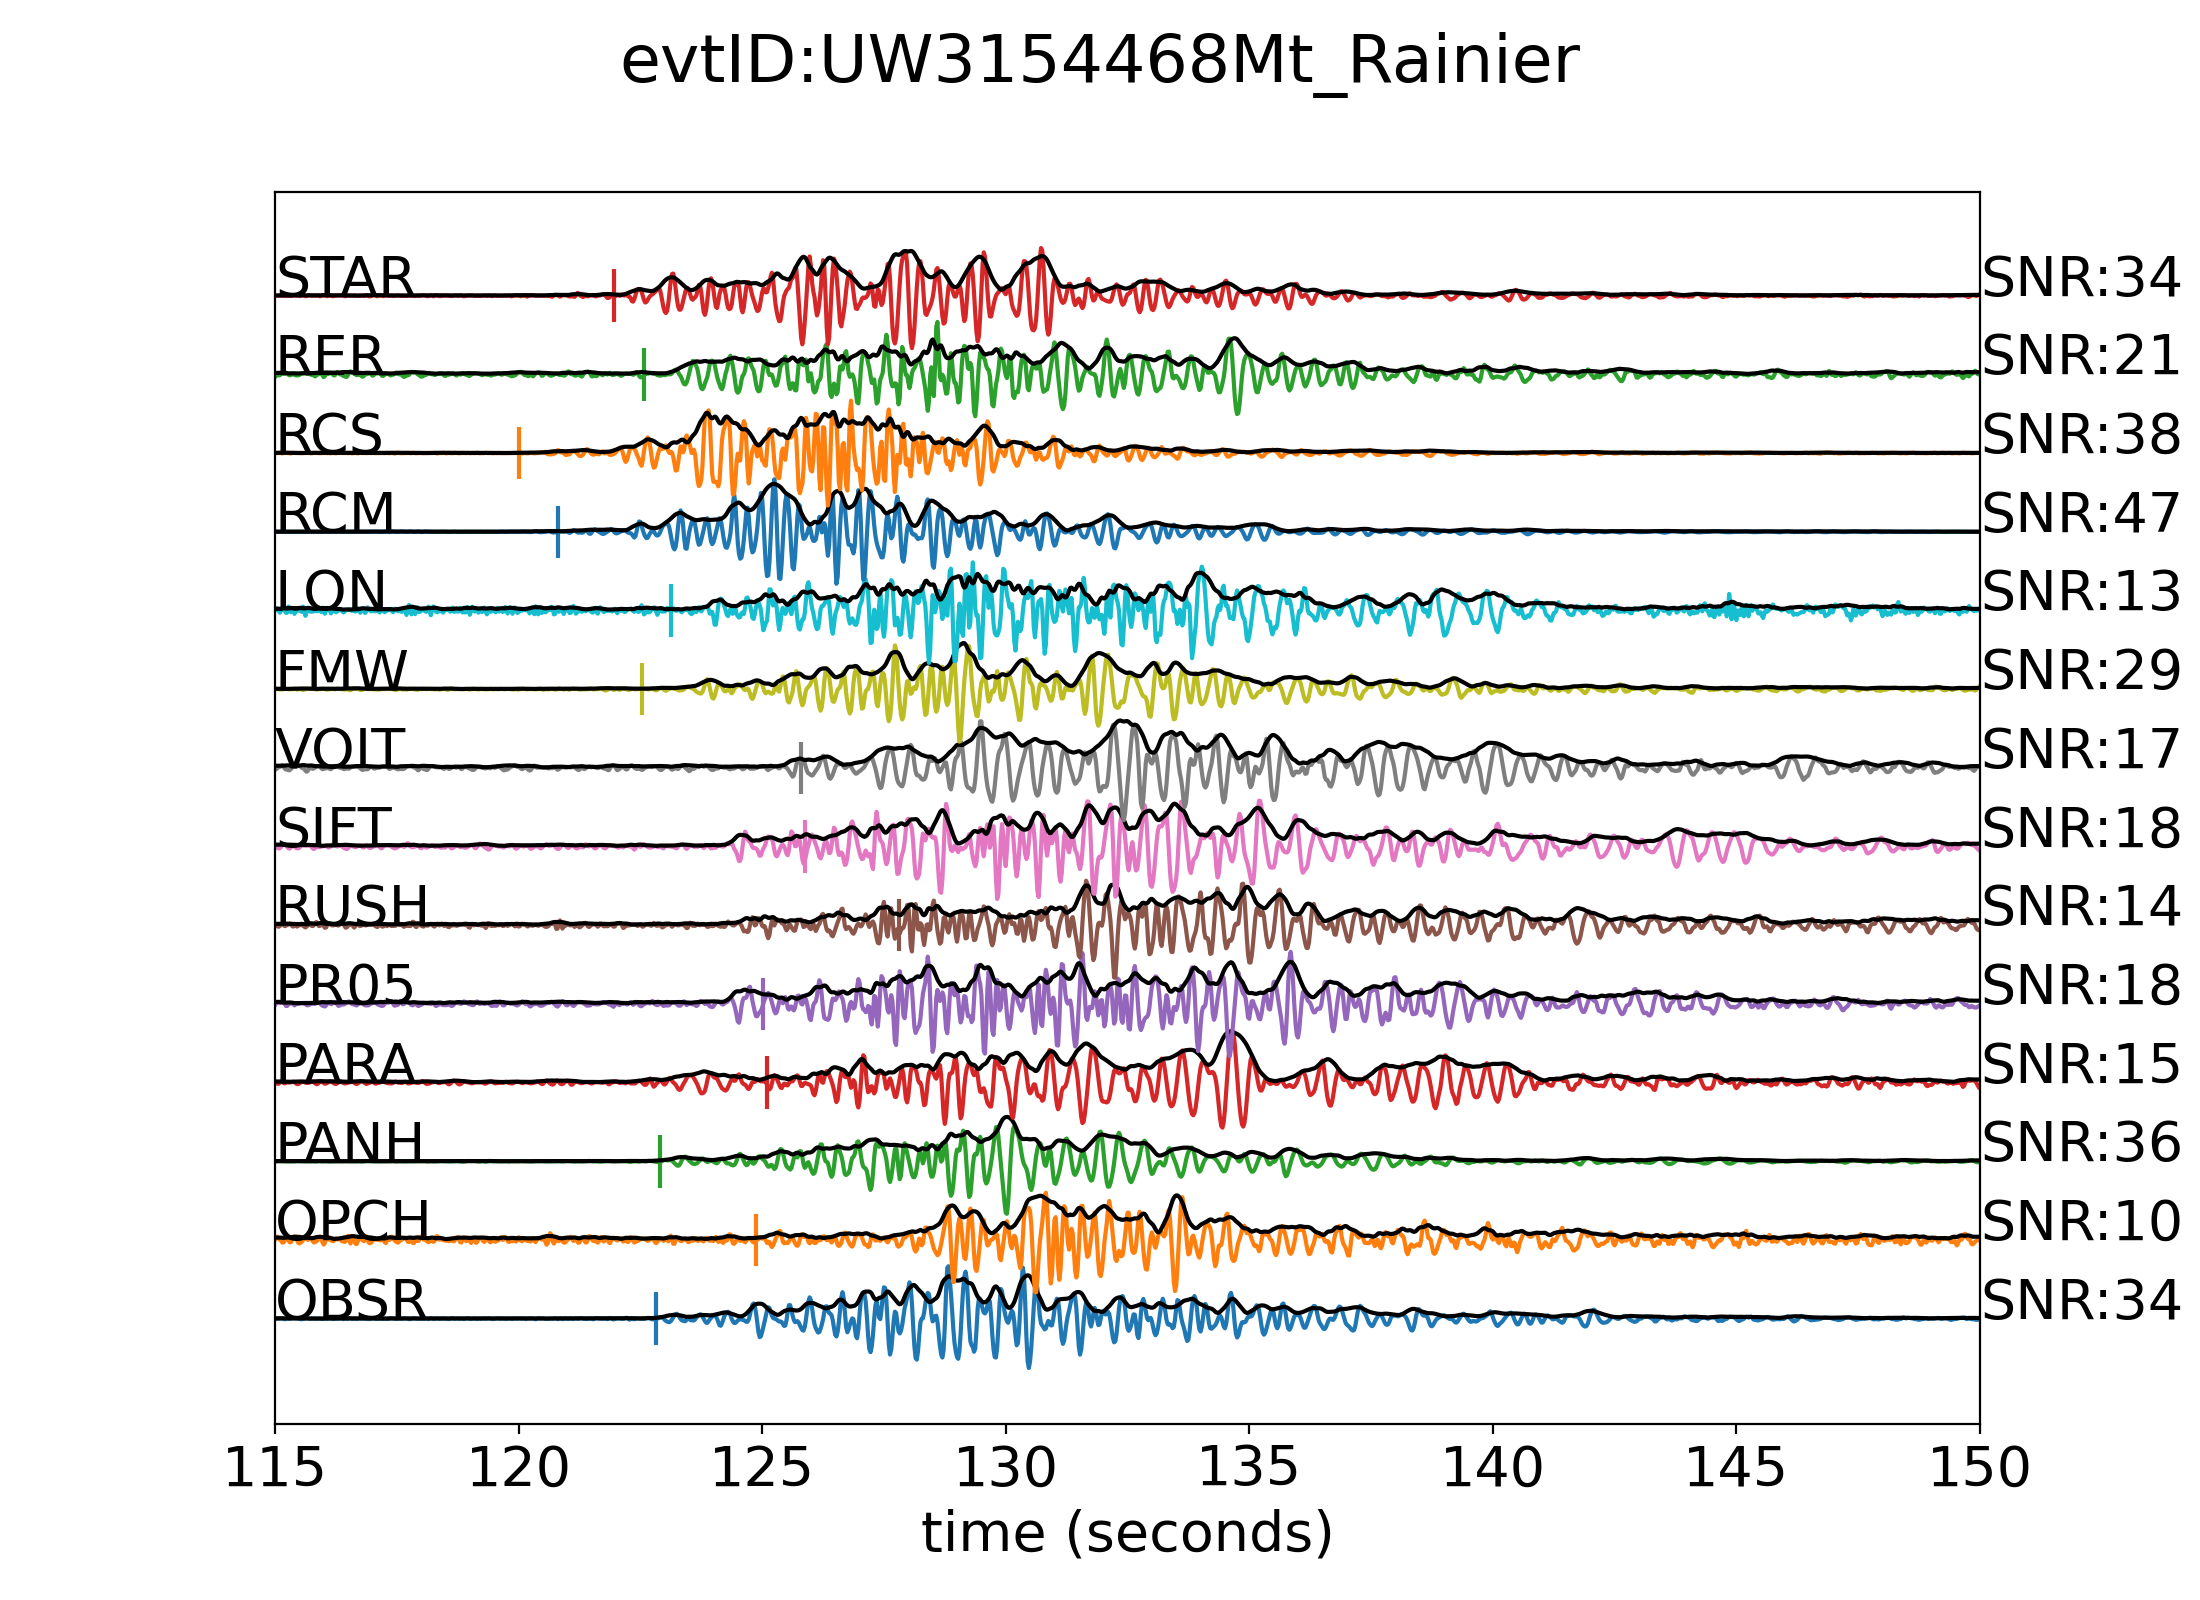 evtID:UW3154468Mt_Rainier
STAR SNR:34
RER SNR:21
RCS SNR:38
RCM SNR:47
LON SNR:13
FMW SNR:29
VOIT SNR:17
SIFT SNR:18
RUSH SNR:14
PR05 SNR:18
PARA SNR:15
PANH SNR:36
OPCH SNR:10
OBSR SNR:34
115 120 125 130 135 140 145 150
time (seconds)